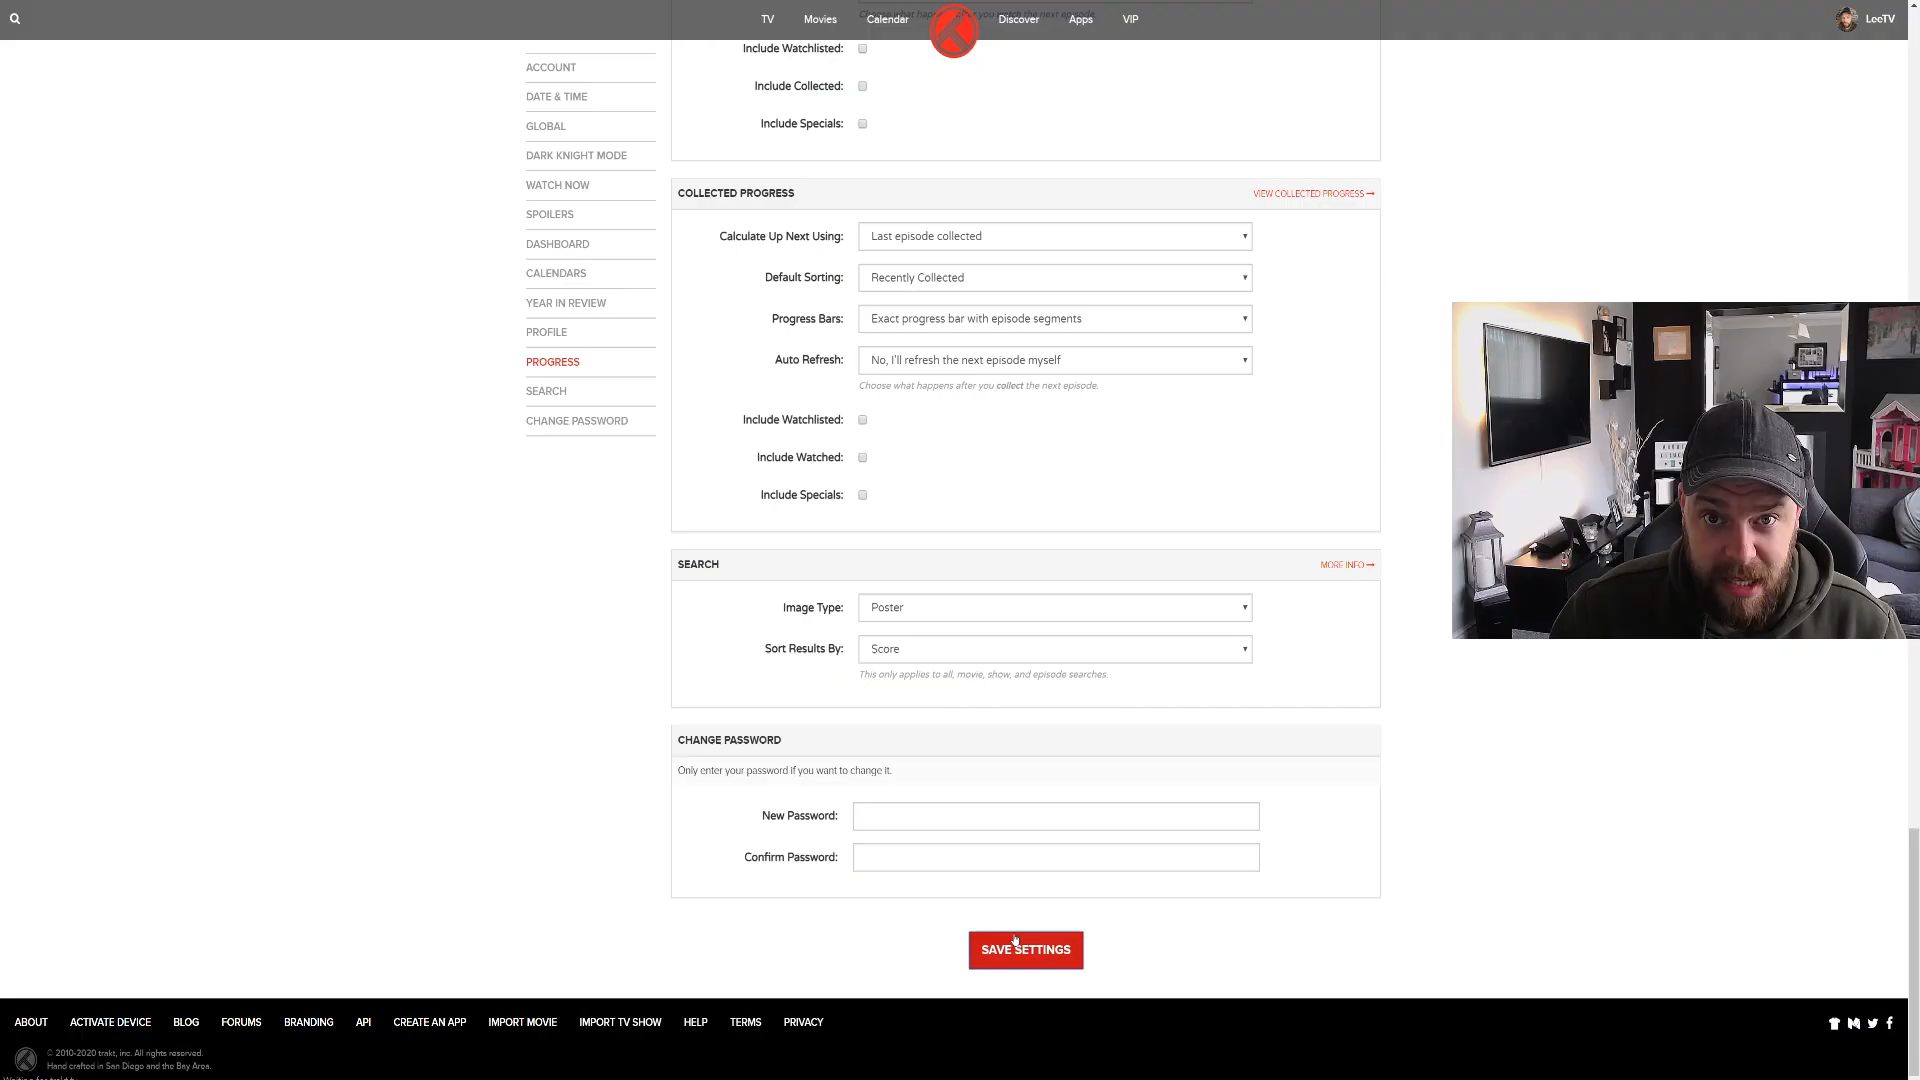 TV Movies Calendar Discover Apps VIP LeeTV
Include Watchlisted:
Include Collected:
Include Specials:
ACCOUNT
DATE & TIME
GLOBAL
DARK KNIGHT MODE
WATCH NOW
SPOILERS
DASHBOARD
CALENDARS
YEAR IN REVIEW
PROFILE
PROGRESS
SEARCH
CHANGE PASSWORD
COLLECTED PROGRESS VIEW COLLECTED PROGRESS →
Calculate Up Next Using: Last episode collected
Default Sorting: Recently Collected
Progress Bars: Exact progress bar with episode segments
Auto Refresh: No, I'll refresh the next episode myself
Choose what happens after you collect the next episode.
Include Watchlisted:
Include Watched:
Include Specials:
SEARCH MORE INFO →
Image Type: Poster
Sort Results By: Score
This only applies to all, movie, show, and episode searches.
CHANGE PASSWORD
Only enter your password if you want to change it.
New Password:
Confirm Password:
SAVE SETTINGS
ABOUT ACTIVATE DEVICE BLOG FORUMS BRANDING API CREATE AN APP IMPORT MOVIE IMPORT TV SHOW HELP TERMS PRIVACY
© 2010-2020 trakt, inc. All rights reserved.
Hand crafted in San Diego and the Bay Area.